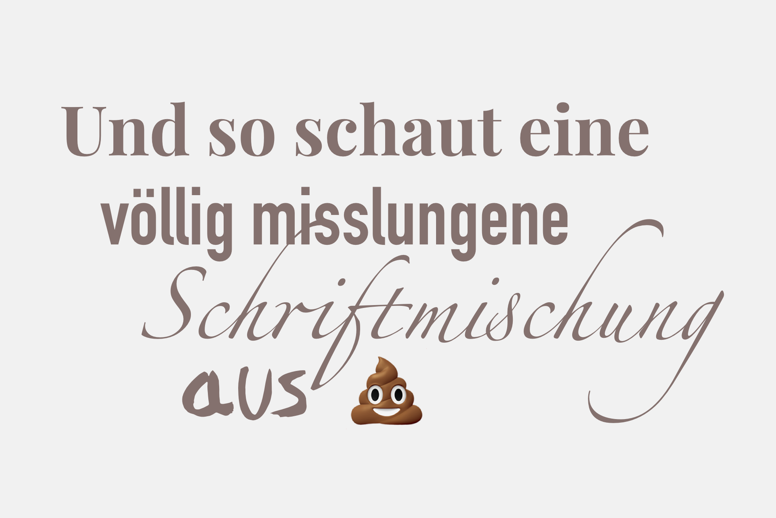 Und so schaut eine
völlig misslungene
Schriftmischung
aus 💩